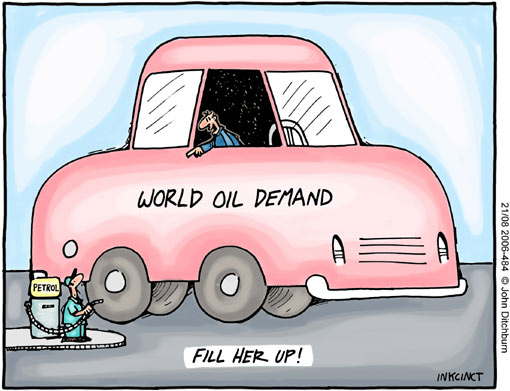 WORLD OIL DEMAND
PETROL
FILL HER UP!
INKCINCT
21/08 2006-484 © John Ditchburn